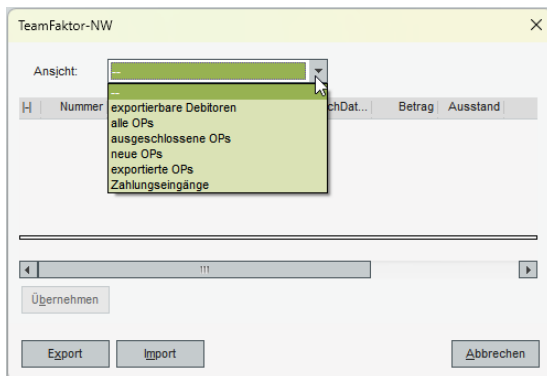 TeamFaktor-NW
Ansicht: --
Nummer chDat... Betrag Ausstand
--
exportierbare Debitoren
alle OPs
ausgeschlossene OPs
neue OPs
exportierte OPs
Zahlungseingänge
Übernehmen
Export Import Abbrechen